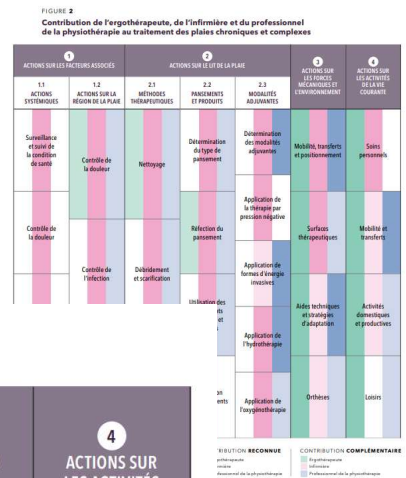 FIGURE 2
Contribution de l'ergothérapeute, de l'infirmière et du professionnel
de la physiothérapie au traitement des plaies chroniques et complexes
1
ACTIONS SUR LES FACTEURS ASSOCIÉS
2
ACTIONS SUR LE LIT DE LA PLAIE
3
ACTIONS SUR
LES FORCES
MÉCANIQUES ET
L'ENVIRONNEMENT
4
ACTIONS SUR
LES ACTIVITÉS
DE LA VIE
COURANTE
1.1
ACTIONS
SYSTÉMIQUES
1.2
ACTIONS SUR LA
RÉGION DE LA PLAIE
2.1
MÉTHODES
THÉRAPEUTIQUES
2.2
PANSEMENTS
ET PRODUITS
2.3
MODALITÉS
ADJUVANTES
Surveillance
et suivi de
la condition
de santé
Contrôle de
la douleur
Contrôle de
la douleur
Contrôle de
l'infection
Nettoyage
Débridement
et scarification
Détermination
du type de
pansement
Réfection du
pansement
Utilisation des
et
Détermination
des modalités
adjuvantes
Application de
la thérapie par
pression négative
Application de
formes d'énergie
invasives
Application de
l'hydrothérapie
Application de
l'oxygénothérapie
Mobilité, transferts
et positionnement
Surfaces
thérapeutiques
Aides techniques
et stratégies
d'adaptation
Orthèses
Soins
personnels
Mobilité et
transferts
Activités
domestiques
et productives
Loisirs
RECONNUE
CONTRIBUTION COMPLÉMENTAIRE
Ergothérapeute
Infirmière
Professionnel de la physiothérapie
4
ACTIONS SUR